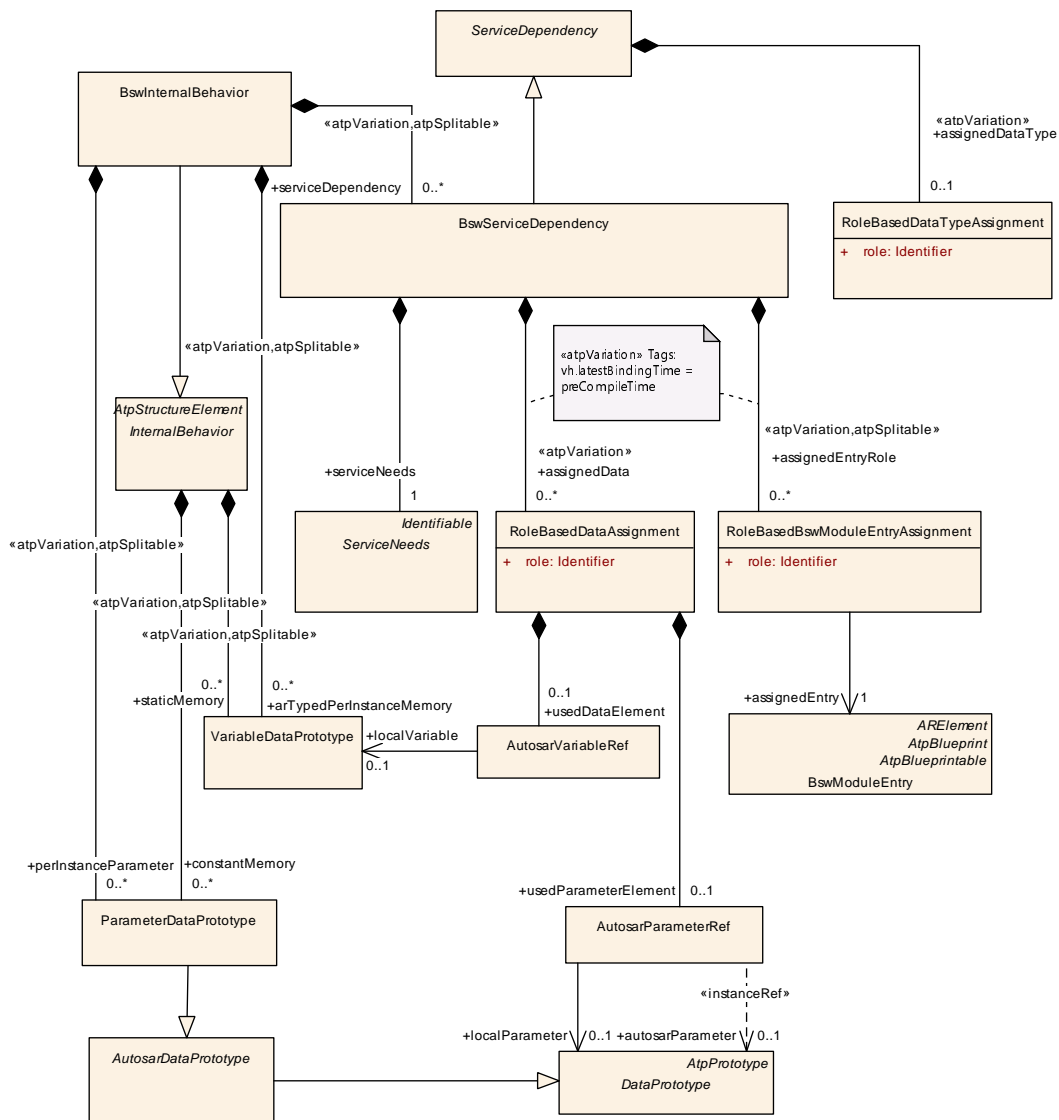 ServiceDependency
BswInternalBehavior
«atpVariation,atpSplitable»
«atpVariation»
+assignedDataType
+serviceDependency
0..*
0..1
BswServiceDependency
RoleBasedDataTypeAssignment
+ role: Identifier
«atpVariation,atpSplitable»
«atpVariation» Tags:
vh.latestBindingTime =
preCompileTime
AtpStructureElement
InternalBehavior
«atpVariation,atpSplitable»
«atpVariation»
+assignedEntryRole
+serviceNeeds
+assignedData
1
0..*
0..*
Identifiable
ServiceNeeds
RoleBasedDataAssignment
+ role: Identifier
RoleBasedBswModuleEntryAssignment
+ role: Identifier
«atpVariation,atpSplitable»
«atpVariation,atpSplitable»
«atpVariation,atpSplitable»
0..*
0..*
0..1
+staticMemory
+arTypedPerInstanceMemory
+usedDataElement
+assignedEntry
1
VariableDataPrototype
+localVariable
0..1
AutosarVariableRef
ARElement
AtpBlueprint
AtpBlueprintable
BswModuleEntry
+perInstanceParameter
0..*
+constantMemory
0..*
+usedParameterElement
0..1
ParameterDataPrototype
AutosarParameterRef
«instanceRef»
+localParameter
0..1
+autosarParameter
0..1
AutosarDataPrototype
AtpPrototype
DataPrototype